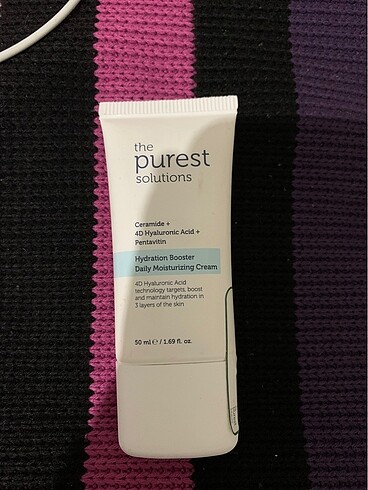 the
purest
solutions
Ceramide +
4D Hyaluronic Acid +
Pentavitin
Hydration Booster
Daily Moisturizing Cream
4D Hyaluronic Acid
technology targets, boost
and maintain hydration in
3 layers of the skin
50 ml ℮ / 1.69 fl. oz.